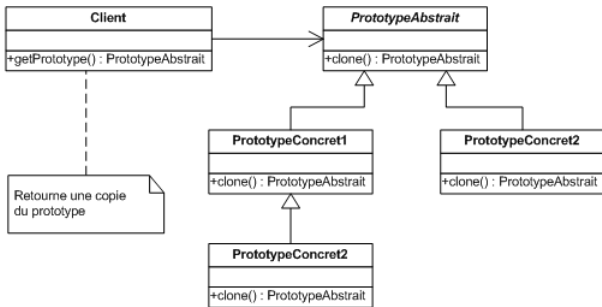 Client
+getPrototype() : PrototypeAbstrait
PrototypeAbstrait
+clone() : PrototypeAbstrait
PrototypeConcret1
+clone() : PrototypeAbstrait
PrototypeConcret2
+clone() : PrototypeAbstrait
Retourne une copie
du prototype
PrototypeConcret2
+clone() : PrototypeAbstrait